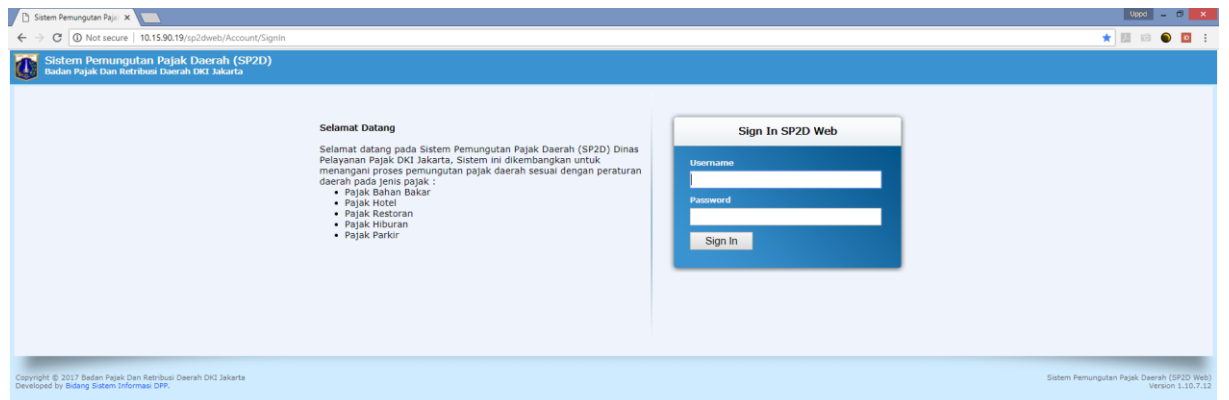 Sistem Pemungutan Paja
Uppd
Not secure | 10.15.90.19/sp2dweb/Account/SignIn
Sistem Pemungutan Pajak Daerah (SP2D)
Badan Pajak Dan Retribusi Daerah DKI Jakarta
Selamat Datang
Selamat datang pada Sistem Pemungutan Pajak Daerah (SP2D) Dinas
Pelayanan Pajak DKI Jakarta, Sistem ini dikembangkan untuk
menangani proses pemungutan pajak daerah sesuai dengan peraturan
daerah pada jenis pajak :
• Pajak Bahan Bakar
• Pajak Hotel
• Pajak Restoran
• Pajak Hiburan
• Pajak Parkir
Sign In SP2D Web
Username
Password
Sign In
Copyright © 2017 Badan Pajak Dan Retribusi Daerah DKI Jakarta
Developed by Bidang Sistem Informasi DPP.
Sistem Pemungutan Pajak Daerah (SP2D Web)
Version 1.10.7.12